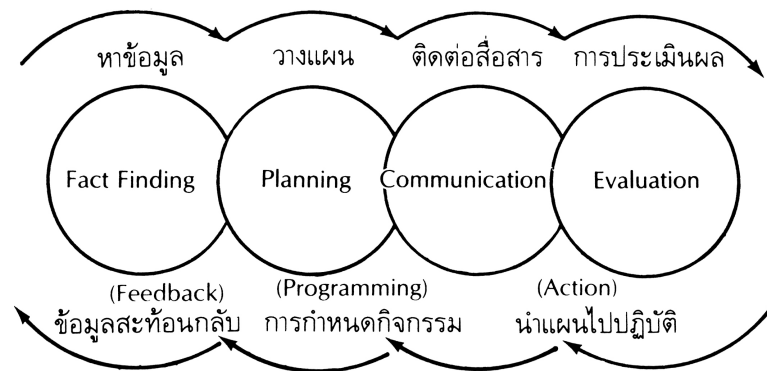 หาข้อมูล วางแผน ติดต่อสื่อสาร การประเมินผล
Fact Finding Planning Communication Evaluation
(Feedback) (Programming) (Action)
ข้อมูลสะท้อนกลับ การกำหนดกิจกรรม นำแผนไปปฏิบัติ